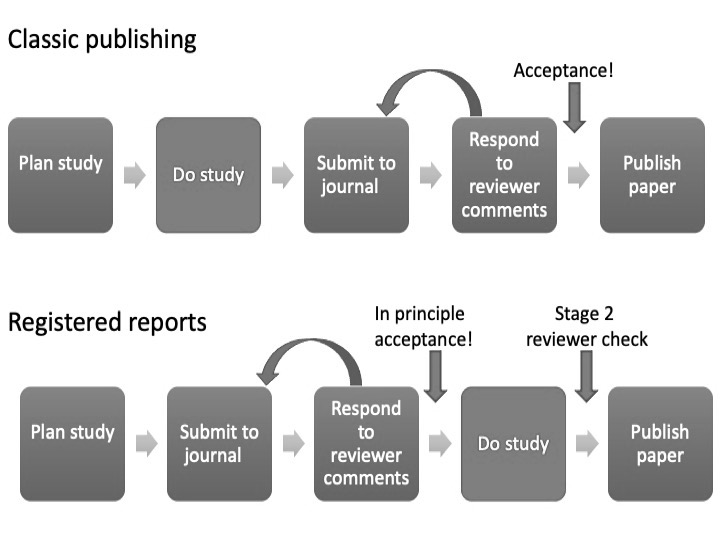 Classic publishing
Acceptance!
Plan study
Do study
Submit to
journal
Respond
to
reviewer
comments
Publish
paper
Registered reports
In principle
acceptance!
Stage 2
reviewer check
Plan study
Submit to
journal
Respond
to
reviewer
comments
Do study
Publish
paper